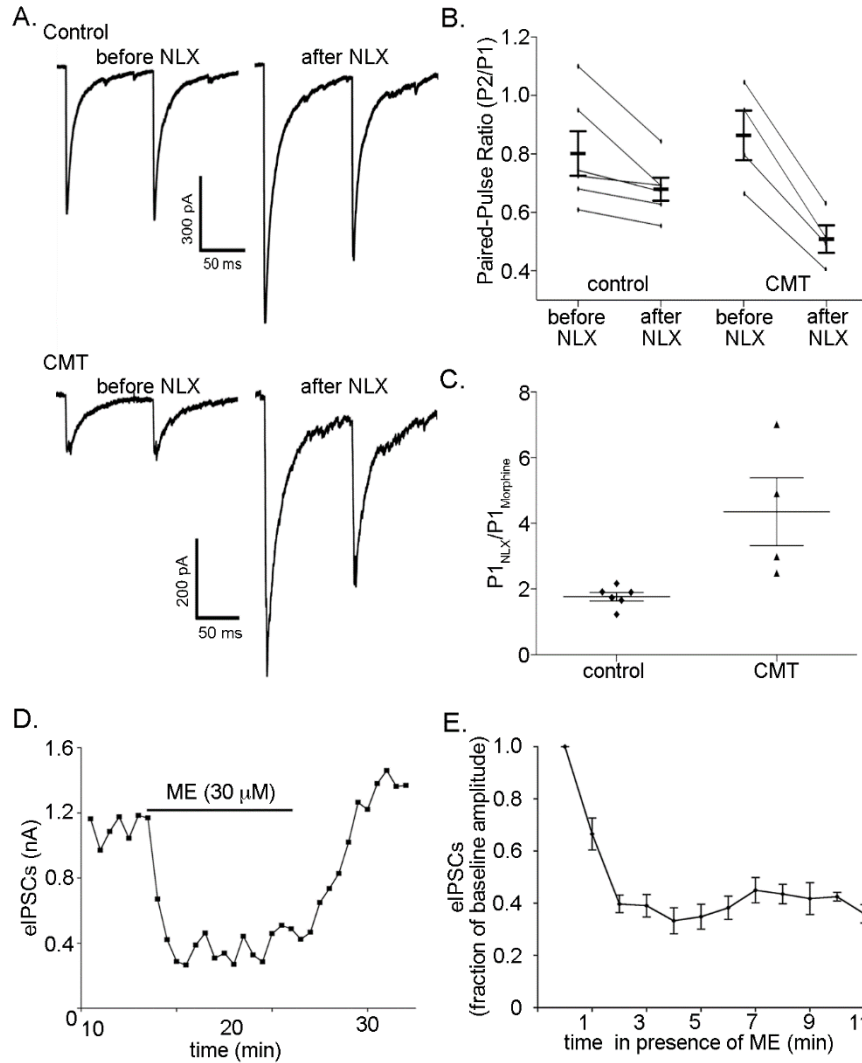 A.
Control
before NLX
after NLX
300 pA
50 ms
CMT
before NLX
after NLX
200 pA
50 ms
B.
Paired-Pulse Ratio (P2/P1)
1.2
1.0
0.8
0.6
0.4
control
CMT
before NLX
after NLX
before NLX
after NLX
C.
P1NLX/P1Morphine
8
6
4
2
0
control
CMT
D.
eIPSCs (nA)
1.6
1.2
0.8
0.4
0
ME (30 µM)
10
20
30
time (min)
E.
eIPSCs
(fraction of baseline amplitude)
1.0
0.8
0.6
0.4
0.2
0
1
3
5
7
9
11
time in presence of ME (min)